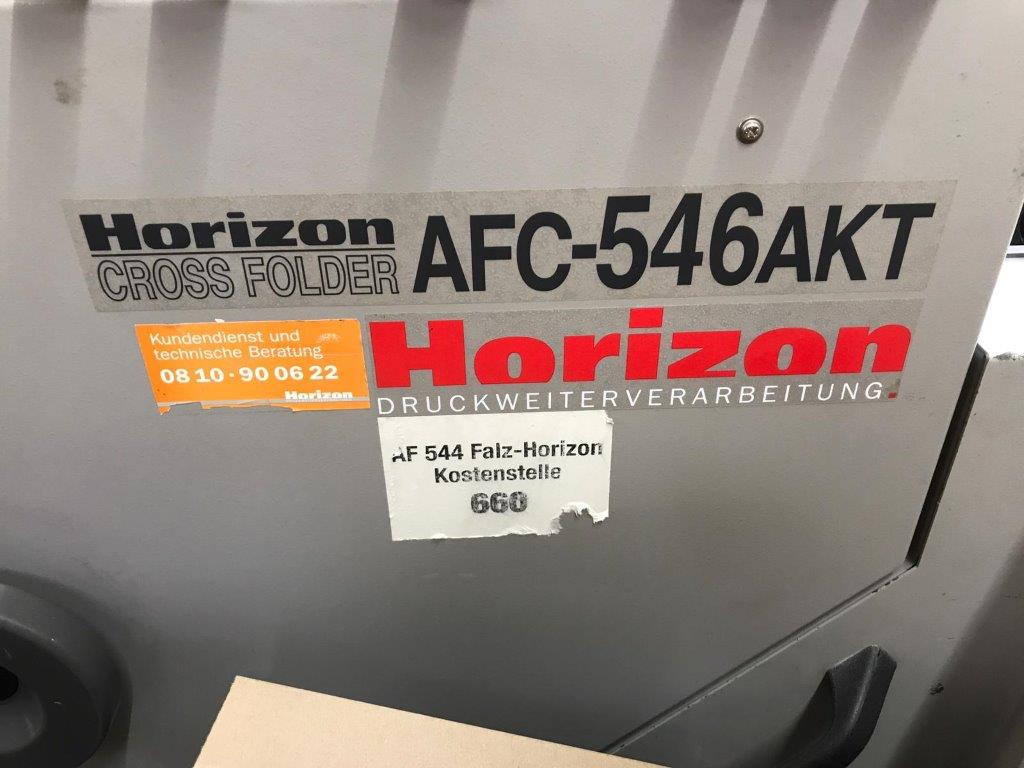 Horizon
CROSS FOLDER
AFC-546AKT
Kundendienst und
technische Beratung
08 10 · 90 06 22
Horizon
Horizon
DRUCKWEITERVERARBEITUNG.
AF 544 Falz-Horizon
Kostenstelle
660